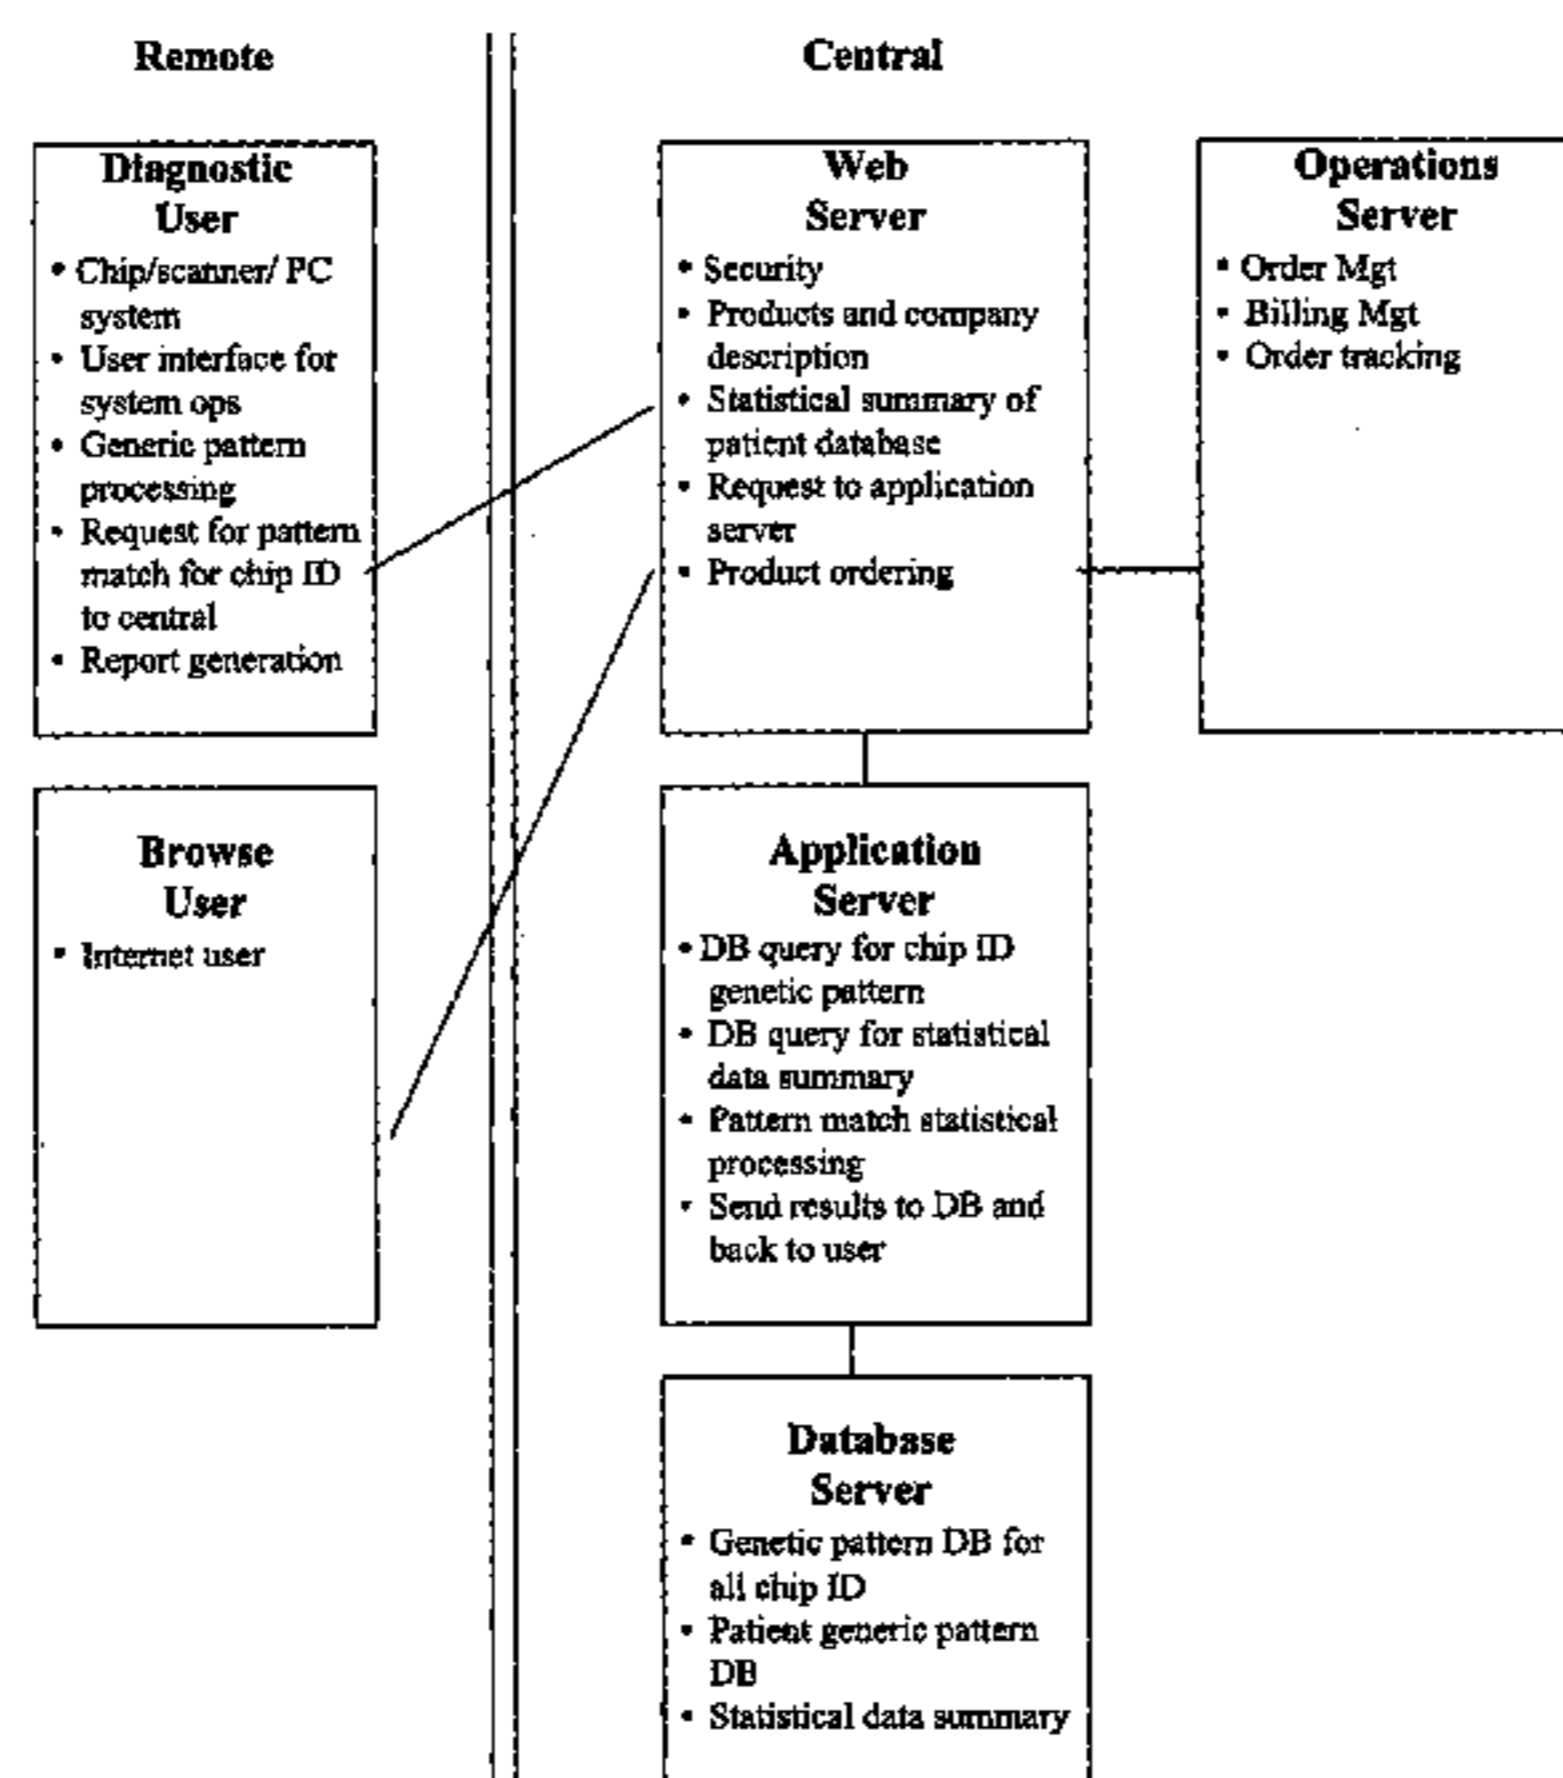 Remote
Central
Diagnostic
User
• Chip/scanner/ PC
system
• User interface for
system ops
• Generic pattern
processing
• Request for pattern
match for chip ID
to central
• Report generation
Web
Server
• Security
• Products and company
description
• Statistical summary of
patient database
• Request to application
server
• Product ordering
Operations
Server
• Order Mgt
• Billing Mgt
• Order tracking
Browse
User
• Internet user
Application
Server
• DB query for chip ID
genetic pattern
• DB query for statistical
data summary
• Pattern match statistical
processing
• Send results to DB and
back to user
Database
Server
• Genetic pattern DB for
all chip ID
• Patient generic pattern
DB
• Statistical data summary